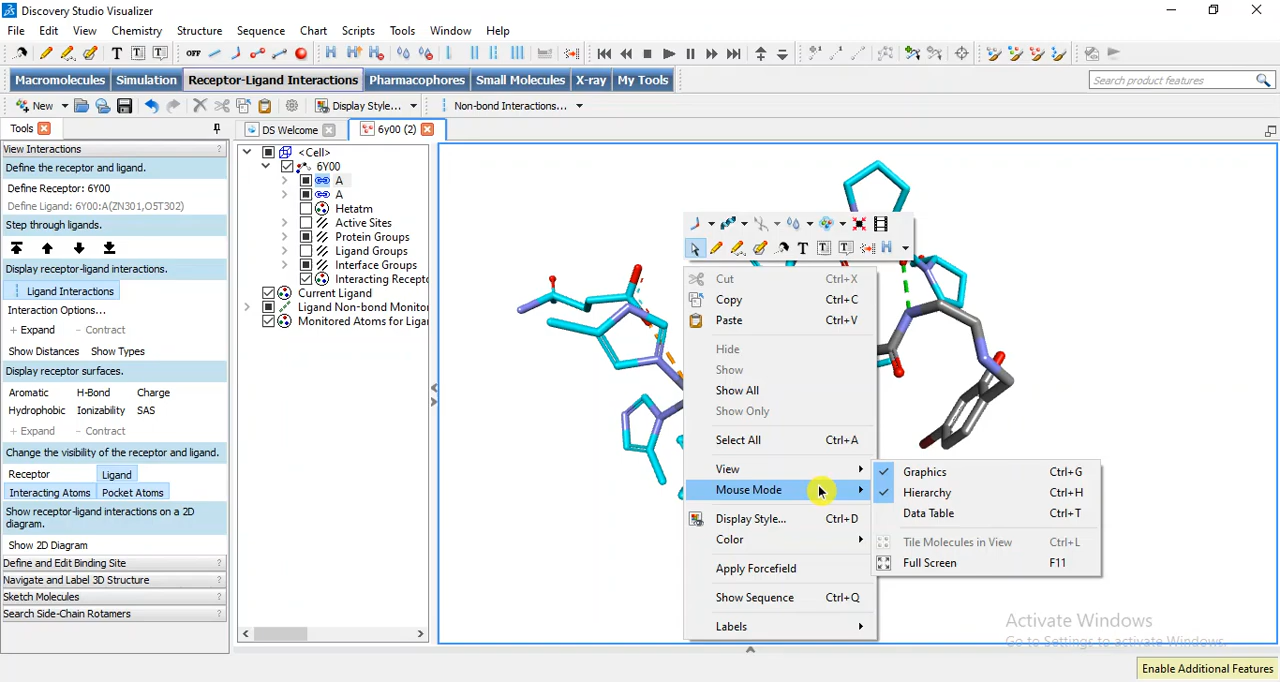 Discovery Studio Visualizer
File Edit View Chemistry Structure Sequence Chart Scripts Tools Window Help
OFF
Macromolecules Simulation Receptor-Ligand Interactions Pharmacophores Small Molecules X-ray My Tools
Search product features
New Display Style... Non-bond Interactions...
Tools
DS Welcome 6y00 (2)
View Interactions ?
Define the receptor and ligand.
Define Receptor: 6Y00
Define Ligand: 6Y00:A(ZN301,O5T302)
Step through ligands.
Display receptor-ligand interactions.
Ligand Interactions
Interaction Options...
+ Expand - Contract
Show Distances Show Types
Display receptor surfaces.
Aromatic H-Bond Charge
Hydrophobic Ionizability SAS
+ Expand - Contract
Change the visibility of the receptor and ligand.
Receptor Ligand
Interacting Atoms Pocket Atoms
Show receptor-ligand interactions on a 2D
diagram.
Show 2D Diagram
Define and Edit Binding Site ?
Navigate and Label 3D Structure ?
Sketch Molecules ?
Search Side-Chain Rotamers ?
<Cell>
6Y00
A
A
Hetatm
Active Sites
Protein Groups
Ligand Groups
Interface Groups
Interacting Recepto
Current Ligand
Ligand Non-bond Monitor
Monitored Atoms for Ligar
Cut Ctrl+X
Copy Ctrl+C
Paste Ctrl+V
Hide
Show
Show All
Show Only
Select All Ctrl+A
View
Mouse Mode
Display Style... Ctrl+D
Color
Apply Forcefield
Show Sequence Ctrl+Q
Labels
Graphics Ctrl+G
Hierarchy Ctrl+H
Data Table Ctrl+T
Tile Molecules in View Ctrl+L
Full Screen F11
Activate Windows
Go to Settings to activate Windows.
Enable Additional Features